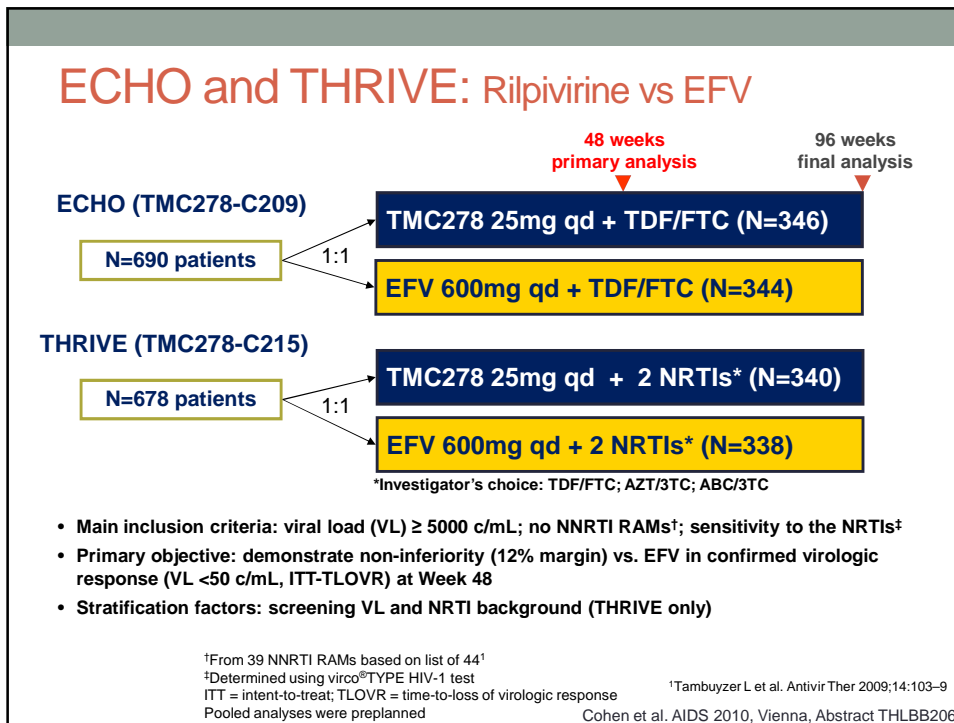 ECHO and THRIVE: Rilpivirine vs EFV
48 weeks
primary analysis
96 weeks
final analysis
ECHO (TMC278-C209)
N=690 patients
1:1
TMC278 25mg qd + TDF/FTC (N=346)
EFV 600mg qd + TDF/FTC (N=344)
THRIVE (TMC278-C215)
N=678 patients
1:1
TMC278 25mg qd + 2 NRTIs* (N=340)
EFV 600mg qd + 2 NRTIs* (N=338)
*Investigator's choice: TDF/FTC; AZT/3TC; ABC/3TC
• Main inclusion criteria: viral load (VL) ≥ 5000 c/mL; no NNRTI RAMs†; sensitivity to the NRTIs‡
• Primary objective: demonstrate non-inferiority (12% margin) vs. EFV in confirmed virologic
response (VL <50 c/mL, ITT-TLOVR) at Week 48
• Stratification factors: screening VL and NRTI background (THRIVE only)
†From 39 NNRTI RAMs based on list of 44¹
‡Determined using virco®TYPE HIV-1 test
ITT = intent-to-treat; TLOVR = time-to-loss of virologic response
Pooled analyses were preplanned
¹Tambuyzer L et al. Antivir Ther 2009;14:103–9
Cohen et al. AIDS 2010, Vienna, Abstract THLBB206